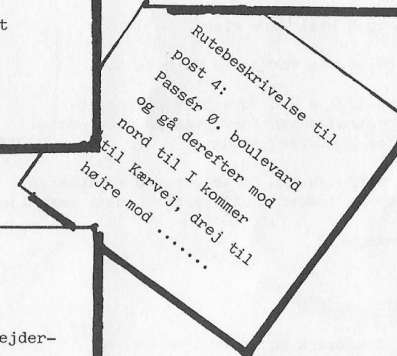 t
Rutebeskrivelse til
post 4:
Passér Ø. boulevard
og gå derefter mod
nord til I kommer
til Kærvej, drej til
højre mod .......
ejder-